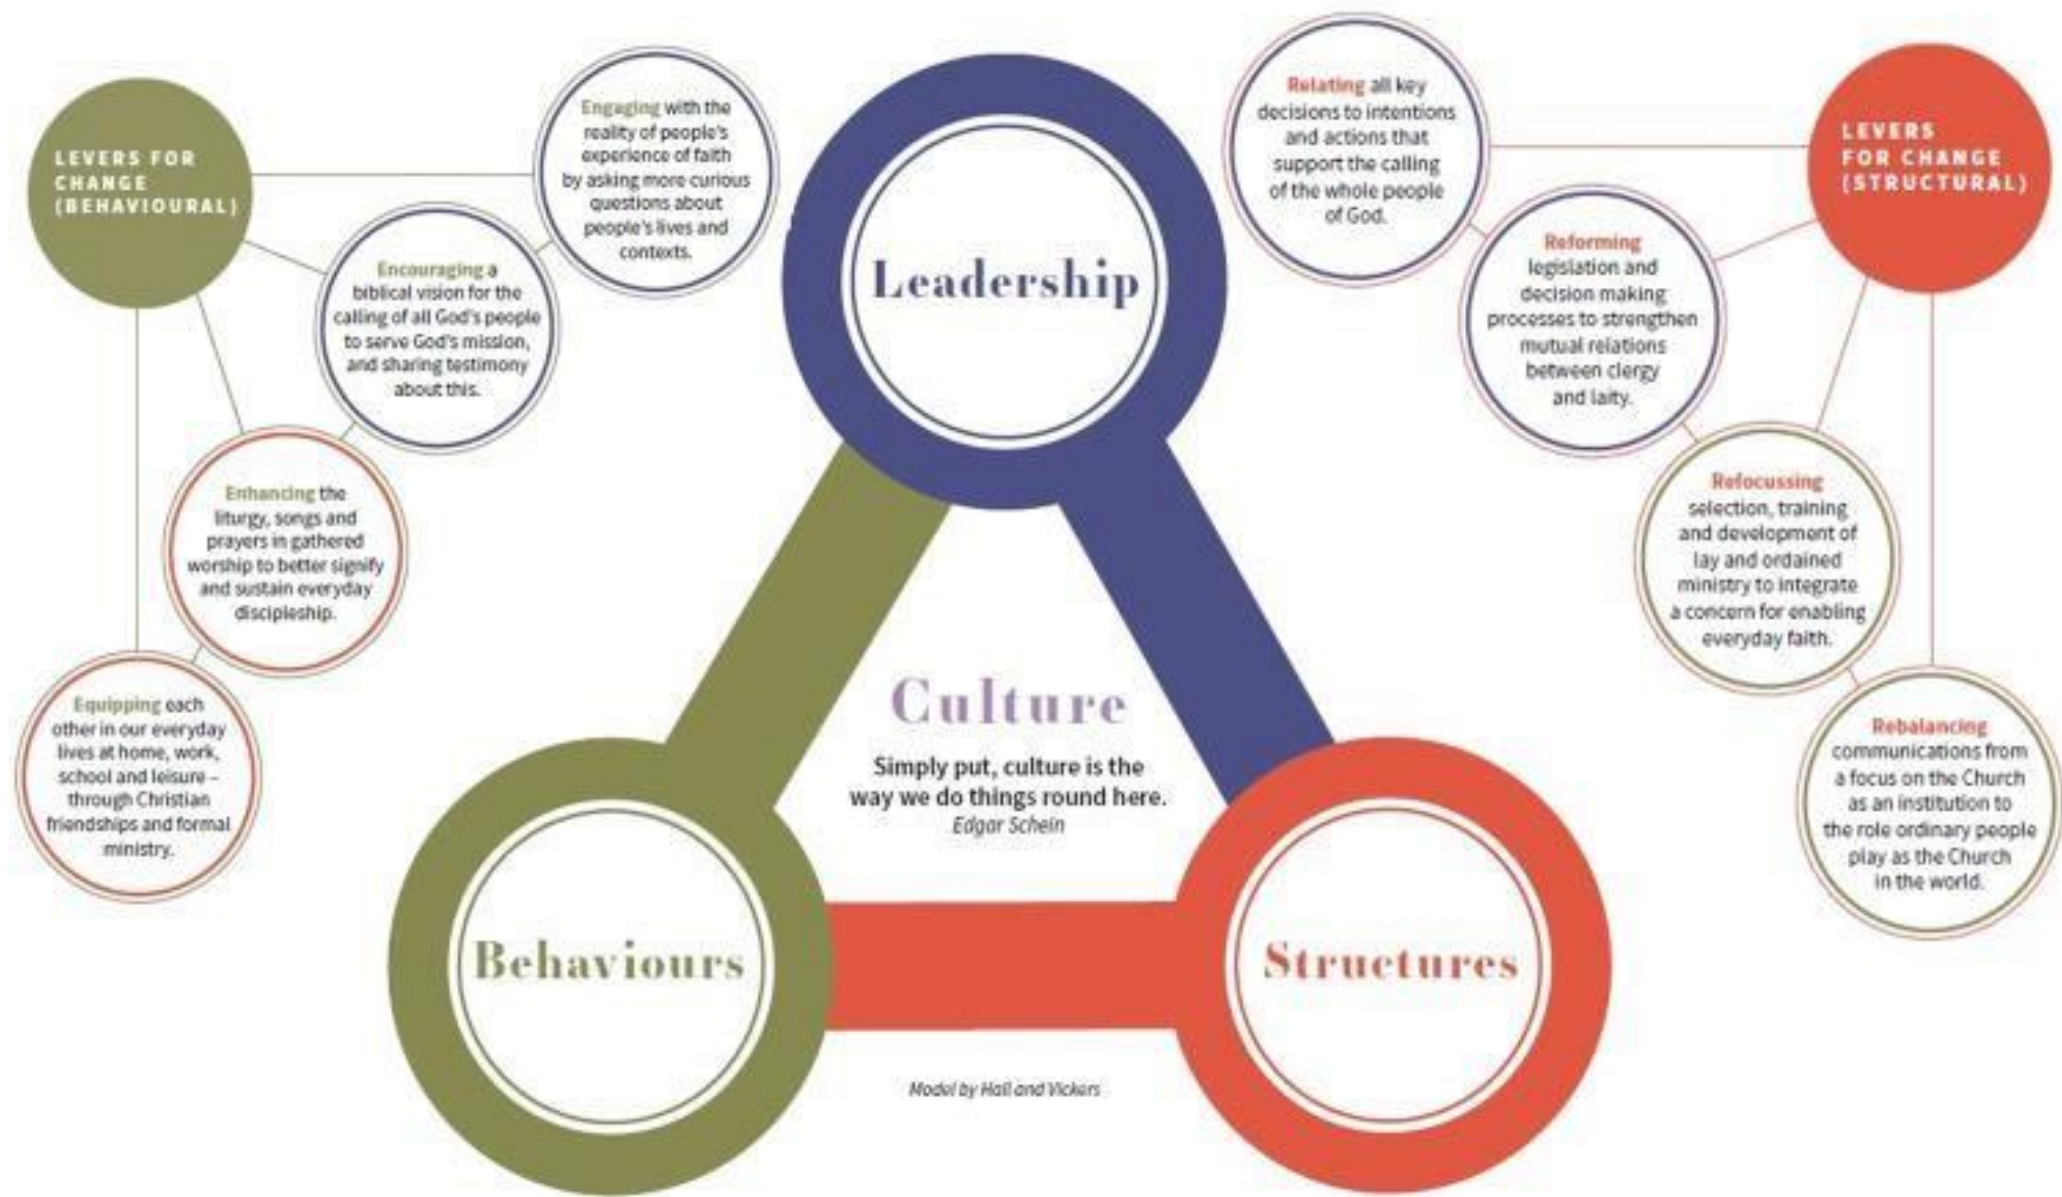 LEVERS FOR
CHANGE
(BEHAVIOURAL)
Engaging with the
reality of people's
experience of faith
by asking more curious
questions about
people's lives and
contexts.
Encouraging a
biblical vision for the
calling of all God's people
to serve God's mission,
and sharing testimony
about this.
Enhancing the
liturgy, songs and
prayers in gathered
worship to better signify
and sustain everyday
discipleship.
Equipping each
other in our everyday
lives at home, work,
school and leisure –
through Christian
friendships and formal
ministry.
Leadership
Culture
Simply put, culture is the
way we do things round here.
Edgar Schein
Behaviours
Structures
Model by Hall and Vickers
LEVERS
FOR CHANGE
(STRUCTURAL)
Relating all key
decisions to intentions
and actions that
support the calling
of the whole people
of God.
Reforming
legislation and
decision making
processes to strengthen
mutual relations
between clergy
and laity.
Refocussing
selection, training
and development of
lay and ordained
ministry to integrate
a concern for enabling
everyday faith.
Rebalancing
communications from
a focus on the Church
as an institution to
the role ordinary people
play as the Church
in the world.